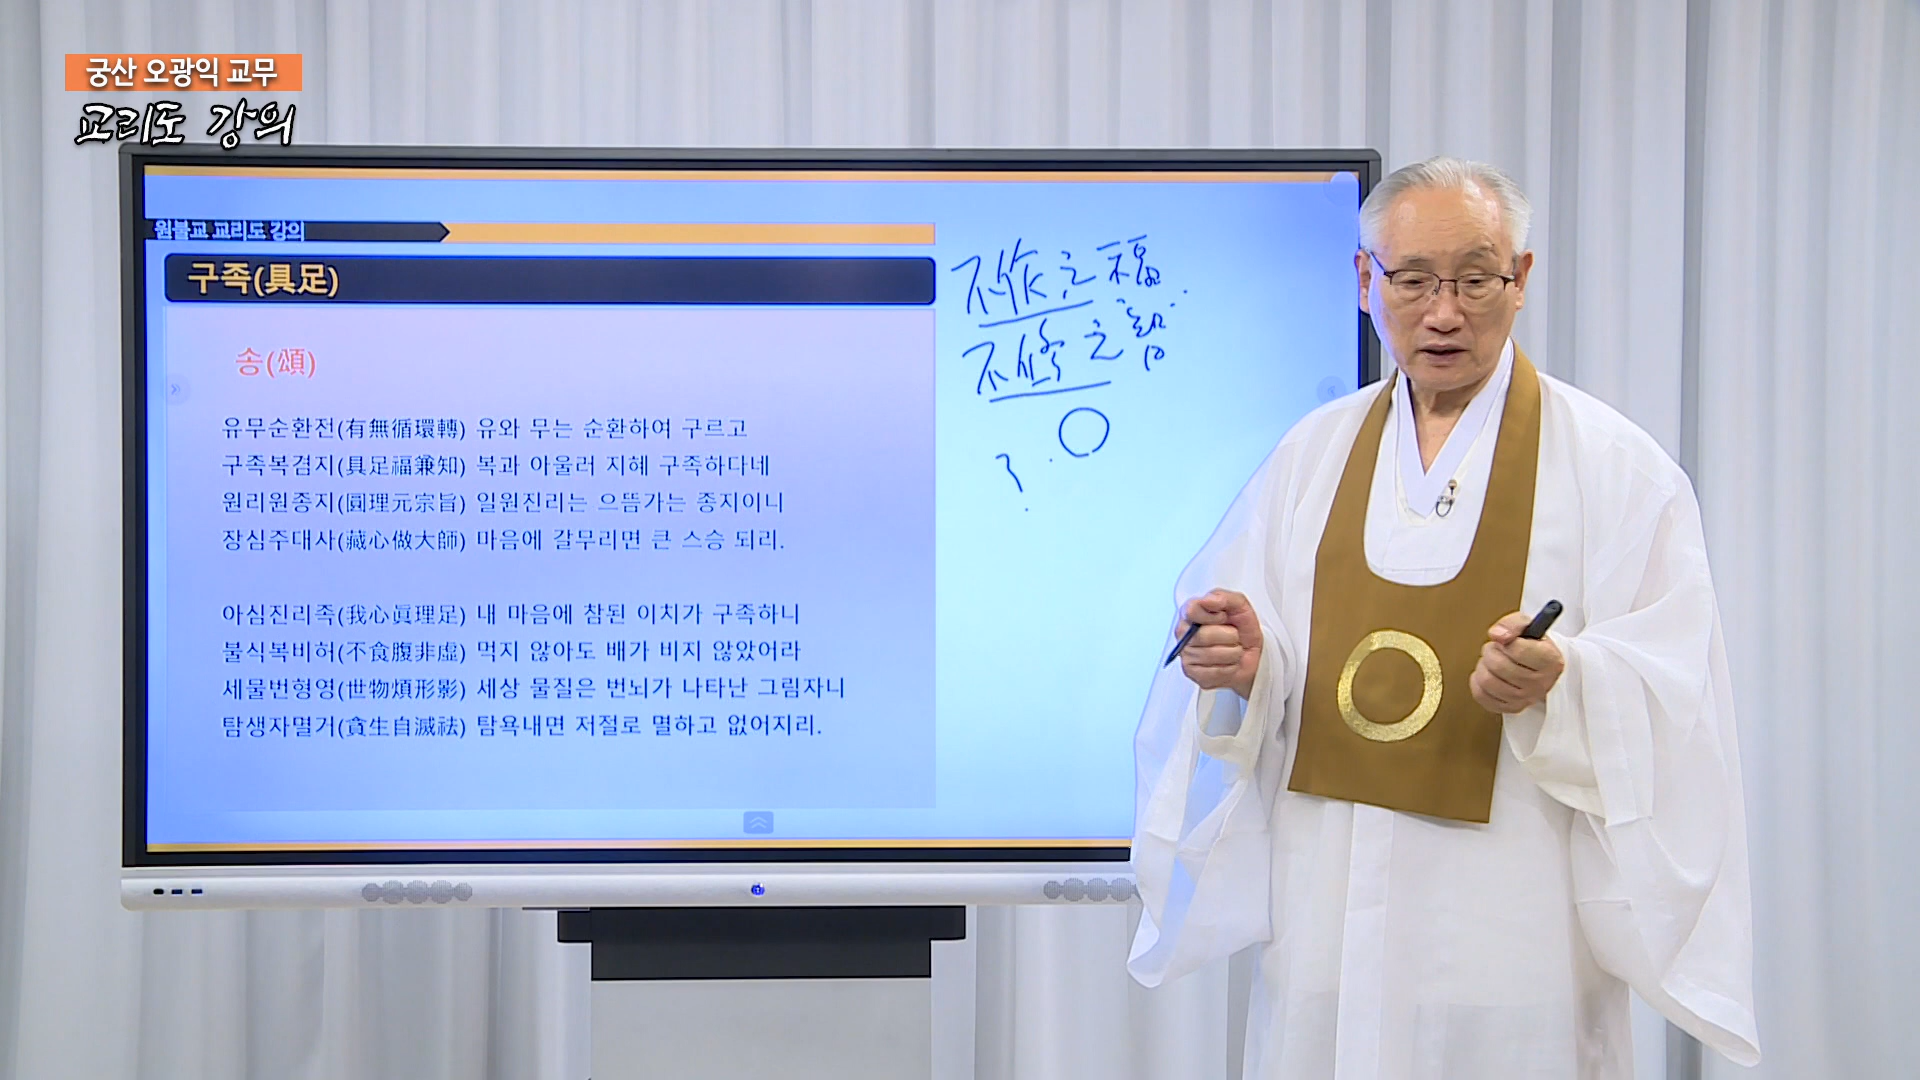 궁산 오광익 교무
교리도 강의
원불교 교리도 강의
구족(具足)
송(頌)
유무순환전(有無循環轉) 유와 무는 순환하여 구르고
구족복겸지(具足福兼知) 복과 아울러 지혜 구족하다네
원리원종지(圓理元宗旨) 일원진리는 으뜸가는 종지이니
장심주대사(藏心做大師) 마음에 갈무리면 큰 스승 되리.
아심진리족(我心眞理足) 내 마음에 참된 이치가 구족하니
불식복비허(不食腹非虛) 먹지 않아도 배가 비지 않았어라
세물번형영(世物煩形影) 세상 물질은 번뇌가 나타난 그림자니
탐생자멸거(貪生自滅祛) 탐욕내면 저절로 멸하고 없어지리.
不作之福
不修之